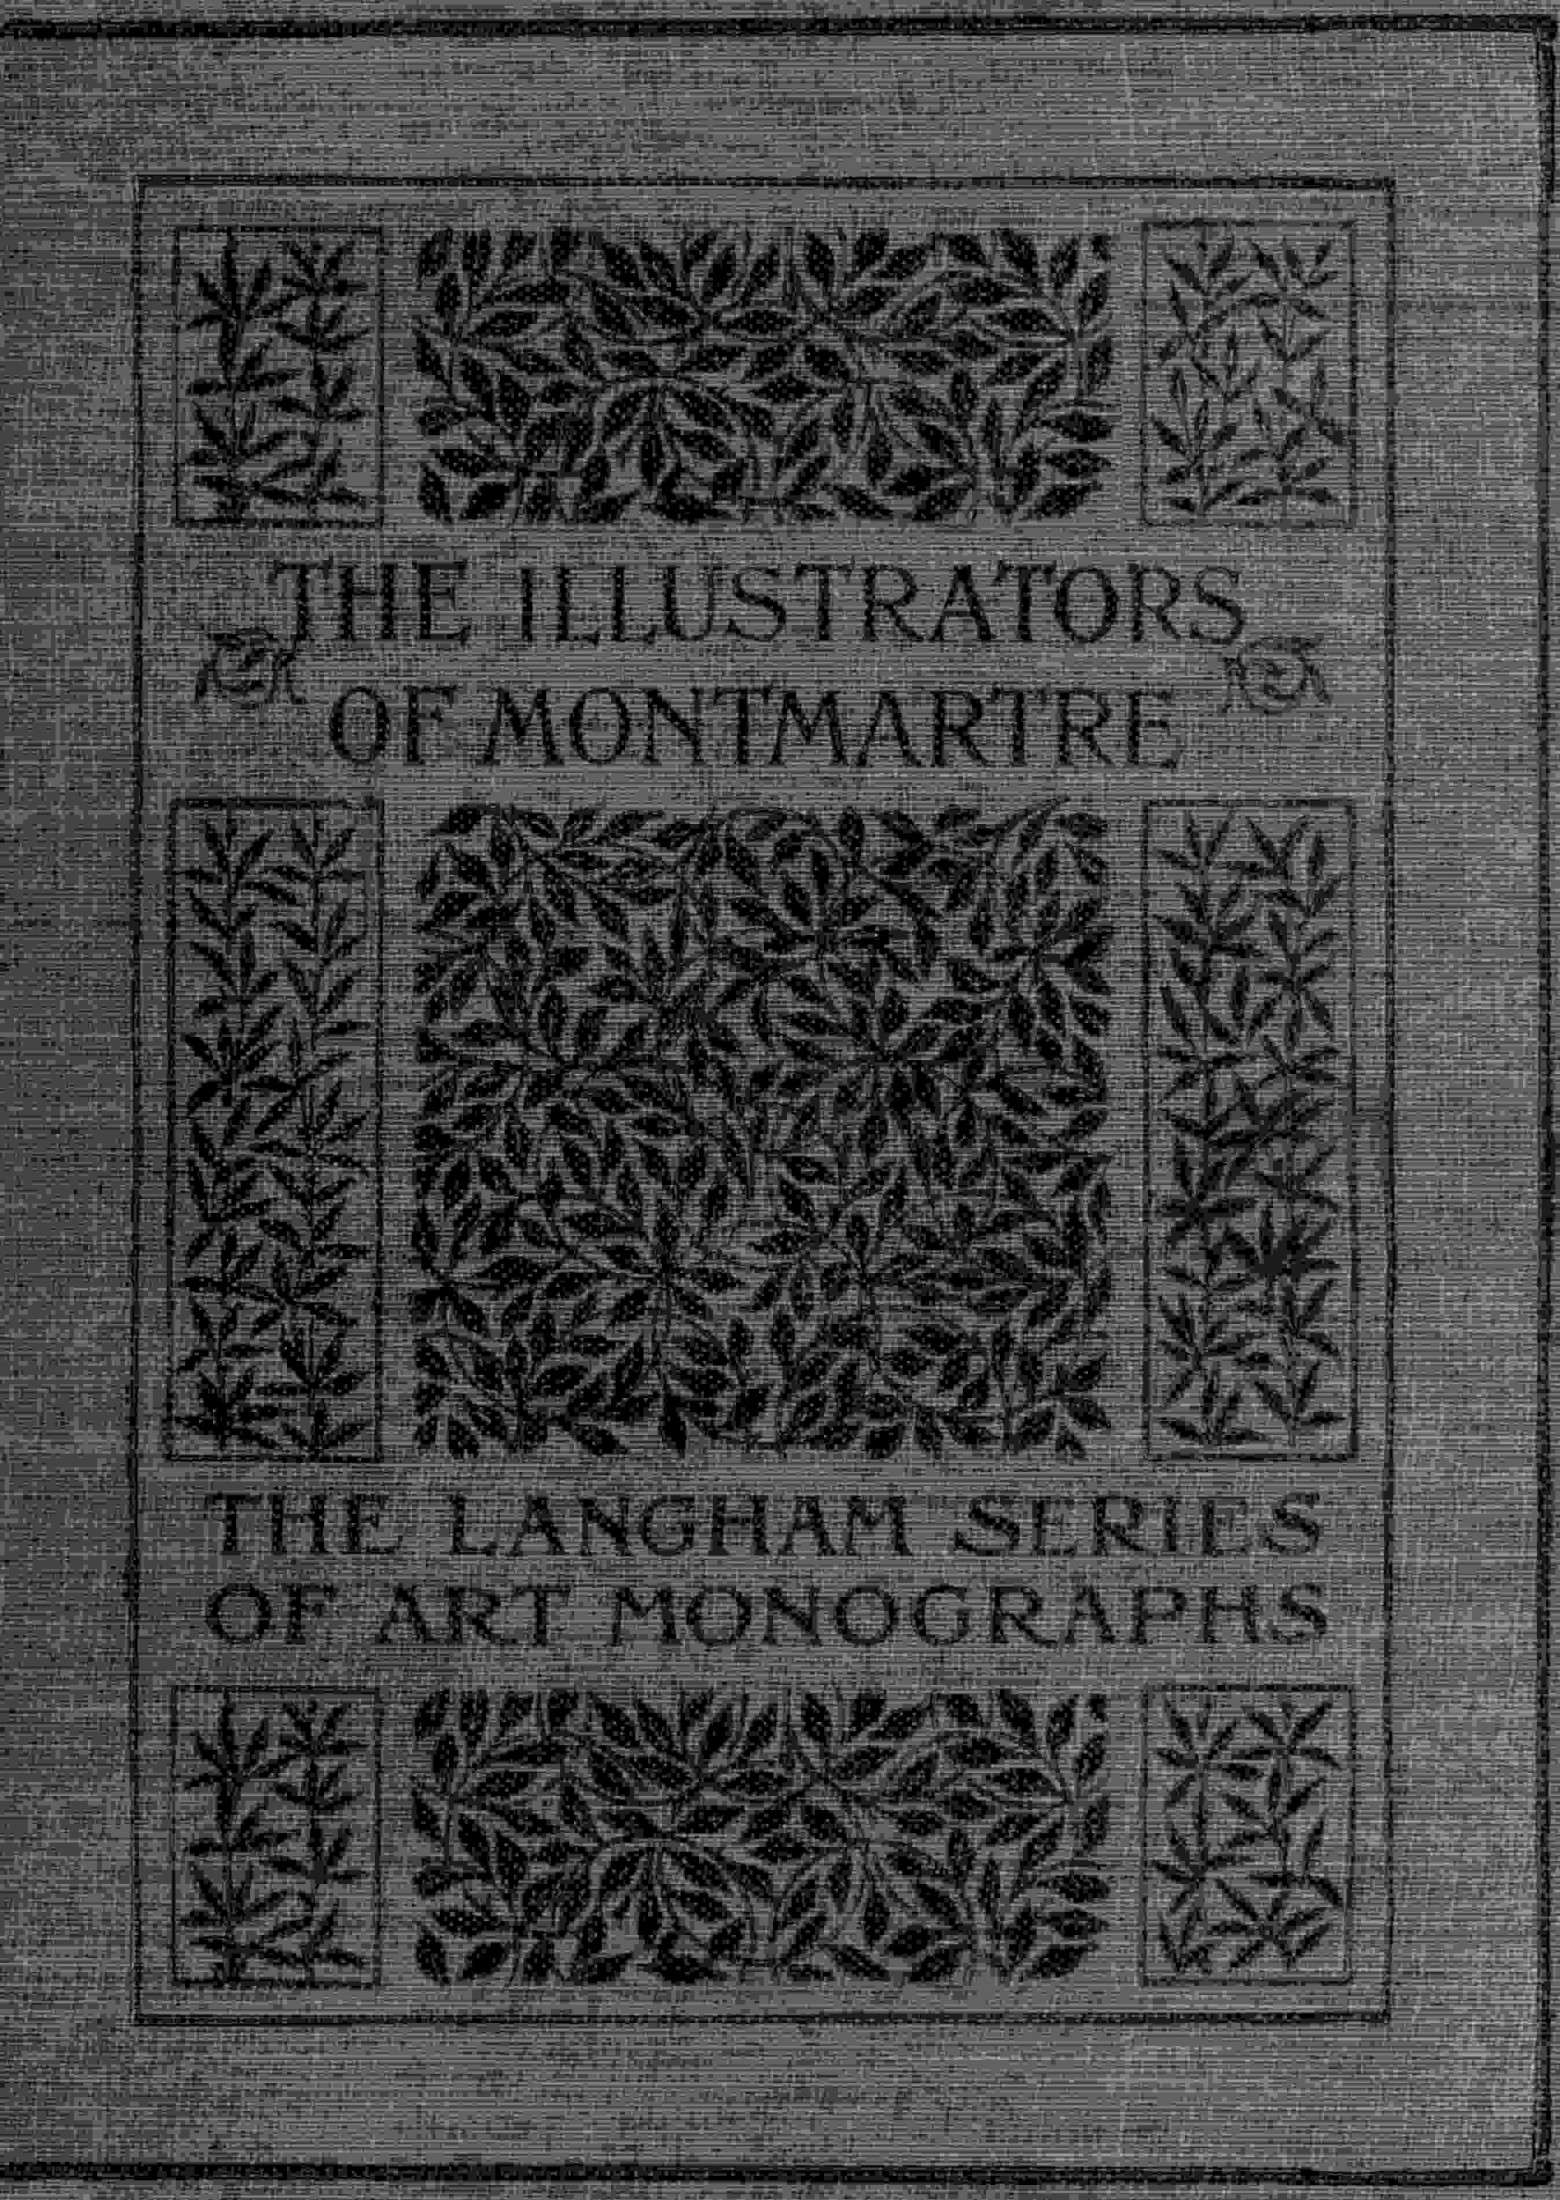 THE ILLUSTRATORS
OF MONTMARTRE
THE LANGHAM SERIES
OF ART MONOGRAPHS